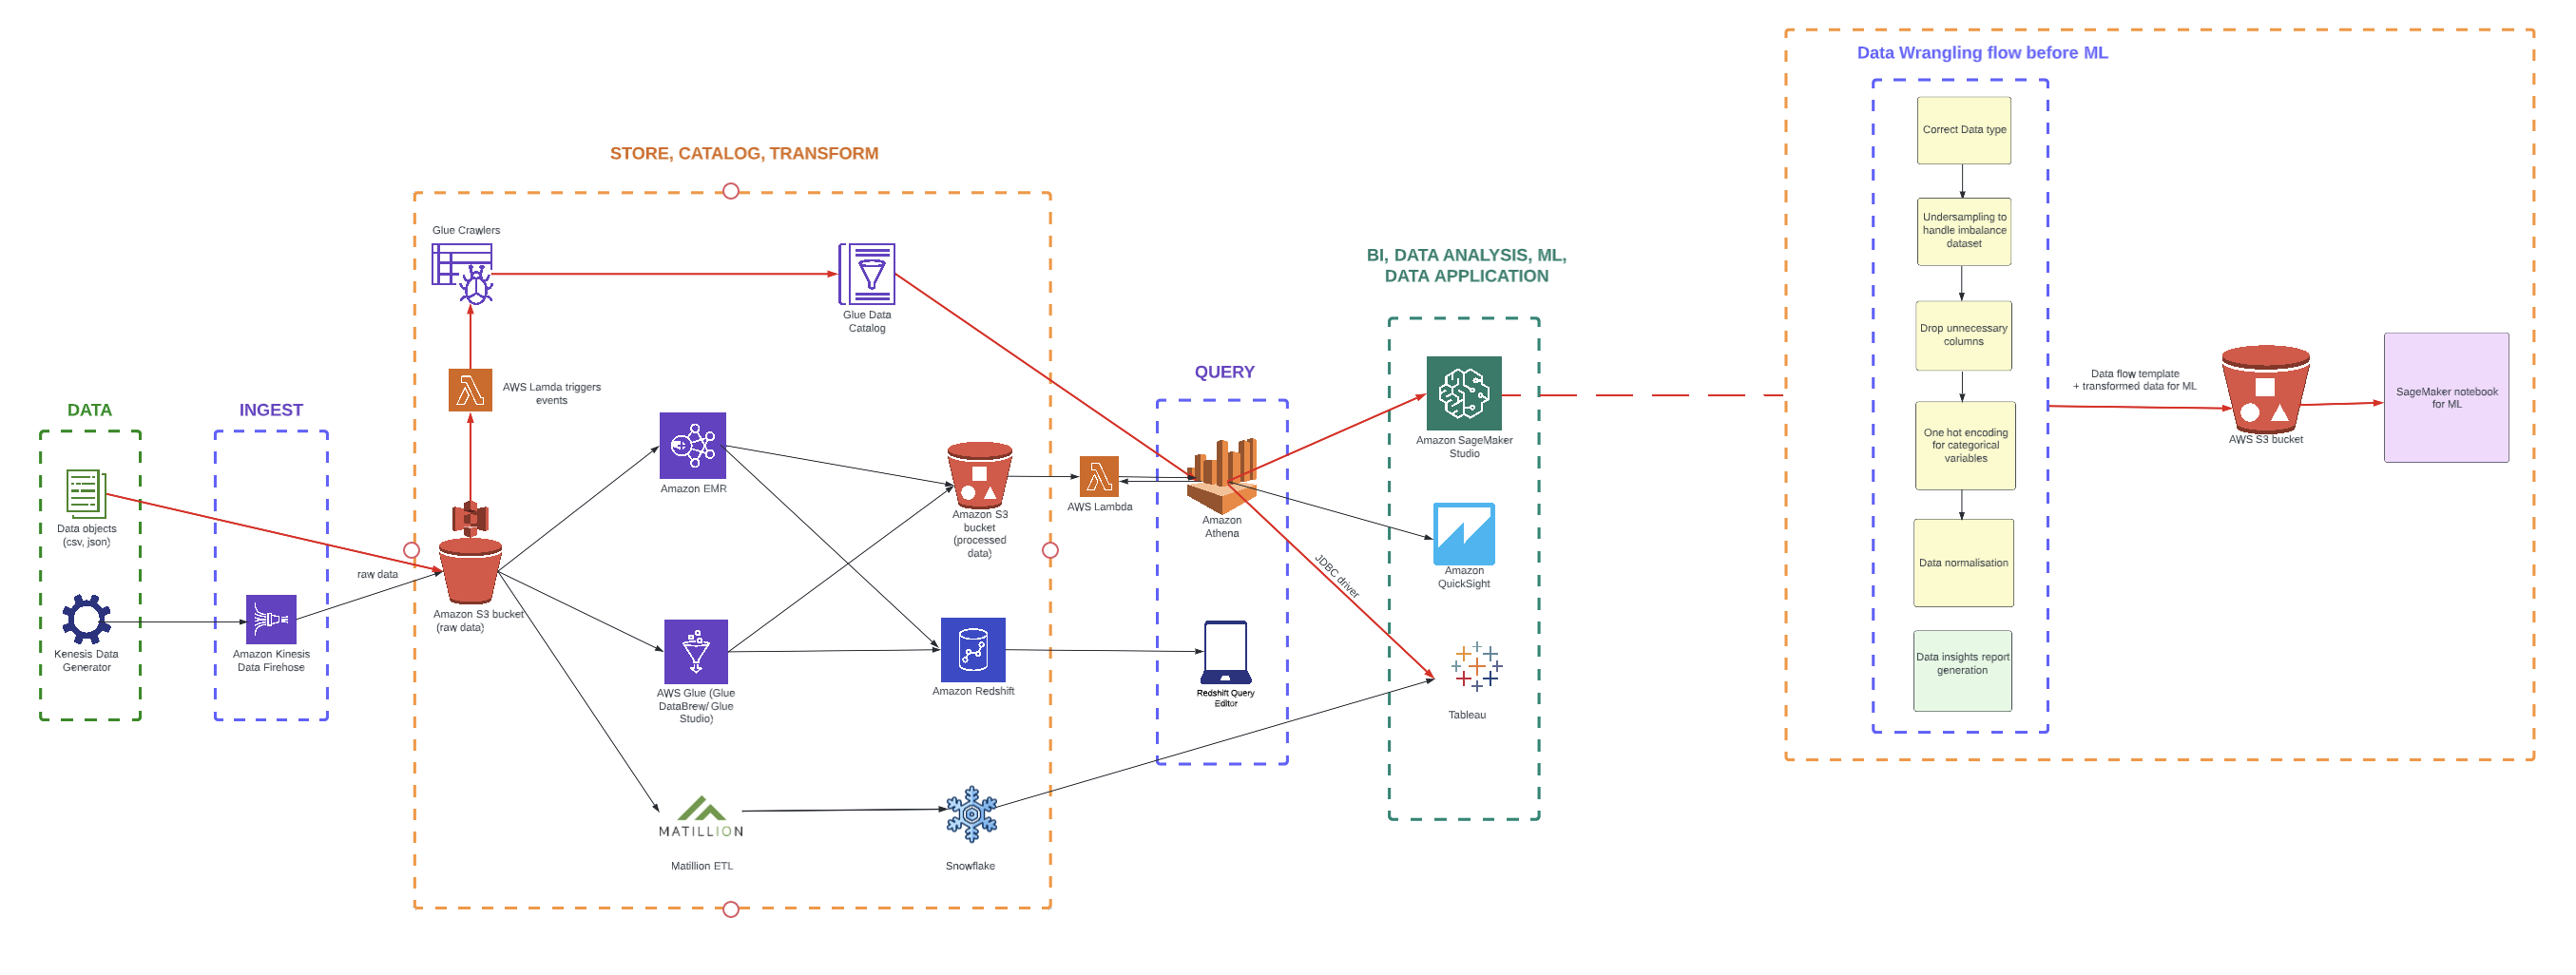 Data Wrangling flow before ML
Correct Data type
Undersampling to
handle imbalance
dataset
Drop unnecessary
columns
One hot encoding
for categorical
variables
Data normalisation
Data insights report
generation
Data flow template
+ transformed data for ML
AWS S3 bucket
SageMaker notebook
for ML
STORE, CATALOG, TRANSFORM
Glue Crawlers
Glue Data
Catalog
AWS Lamda triggers
events
DATA
Data objects
(csv, json)
Kenesis Data
Generator
INGEST
Amazon Kinesis
Data Firehose
raw data
Amazon S3 bucket
(raw data)
Amazon EMR
AWS Glue (Glue
DataBrew/ Glue
Studio)
MATILLION
Matillion ETL
Amazon S3
bucket
(processed
data)
Amazon Redshift
Snowflake
AWS Lambda
QUERY
Amazon
Athena
Redshift Query
Editor
JDBC driver
BI, DATA ANALYSIS, ML,
DATA APPLICATION
Amazon SageMaker
Studio
Amazon
QuickSight
Tableau